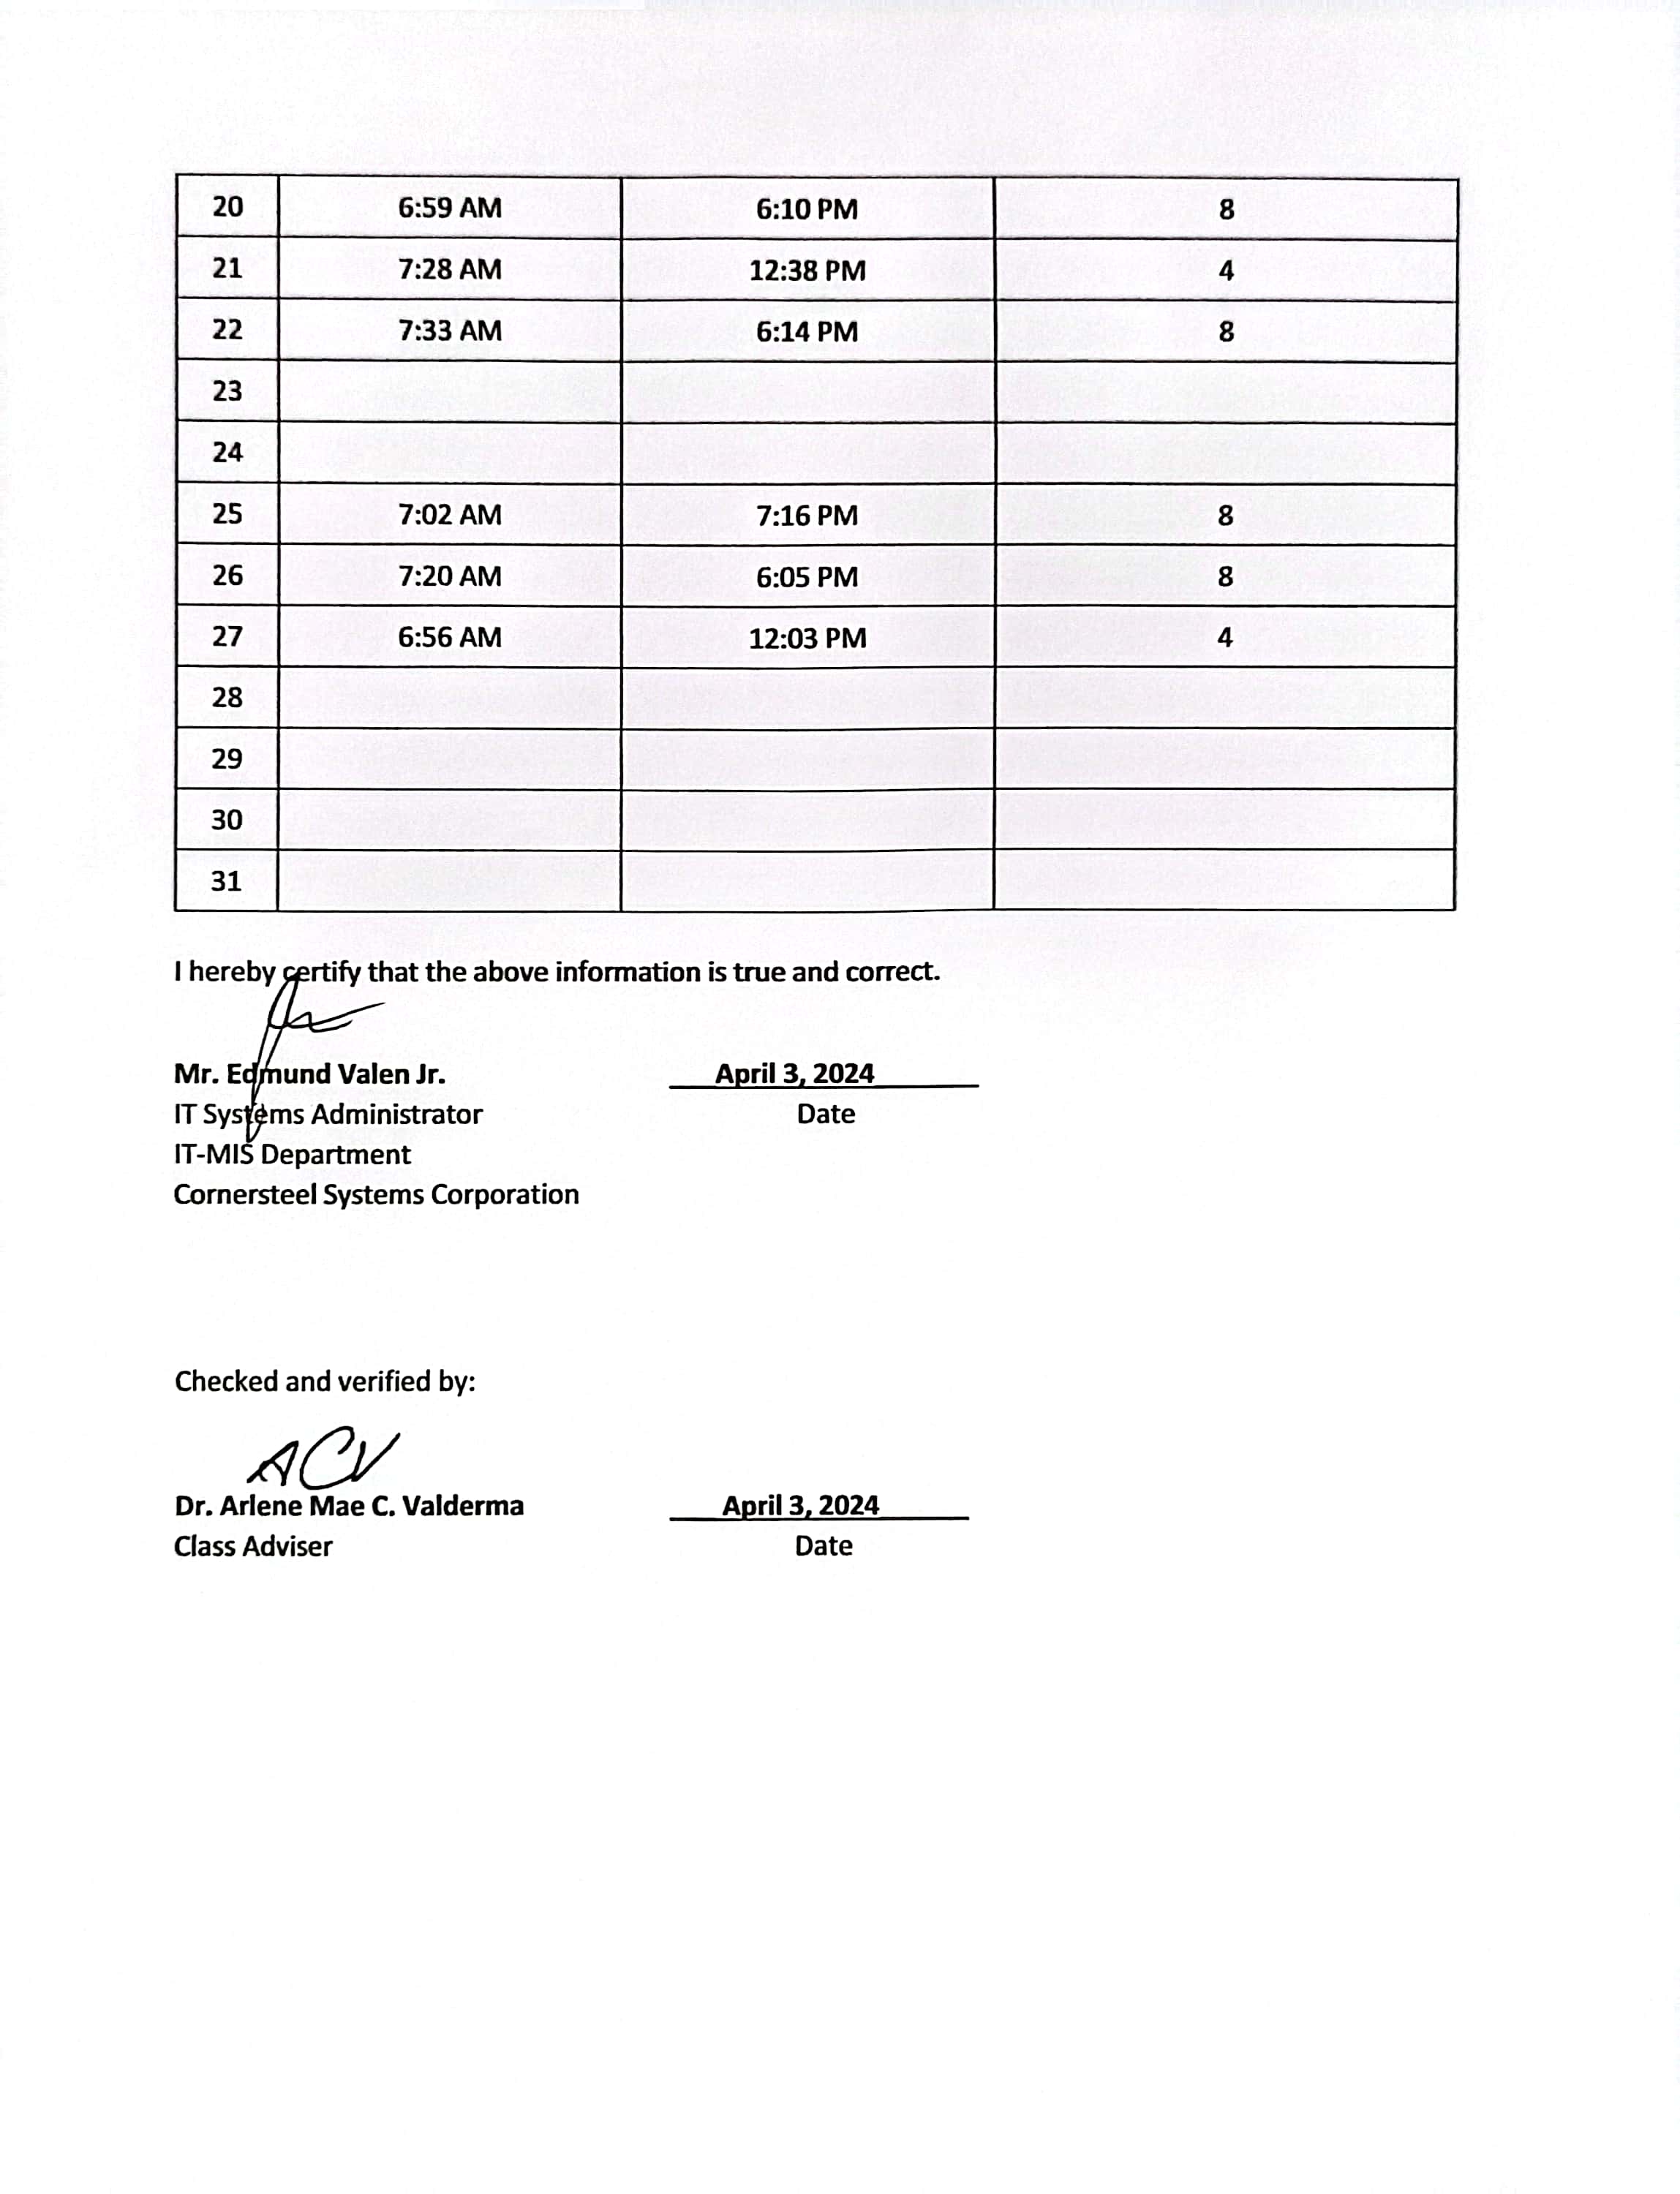 20 6:59 AM 6:10 PM 8
21 7:28 AM 12:38 PM 4
22 7:33 AM 6:14 PM 8
23
24
25 7:02 AM 7:16 PM 8
26 7:20 AM 6:05 PM 8
27 6:56 AM 12:03 PM 4
28
29
30
31
I hereby certify that the above information is true and correct.
Mr. Edmund Valen Jr. April 3, 2024
IT Systems Administrator Date
IT-MIS Department
Cornersteel Systems Corporation
Checked and verified by:
ACV
Dr. Arlene Mae C. Valderma April 3, 2024
Class Adviser Date